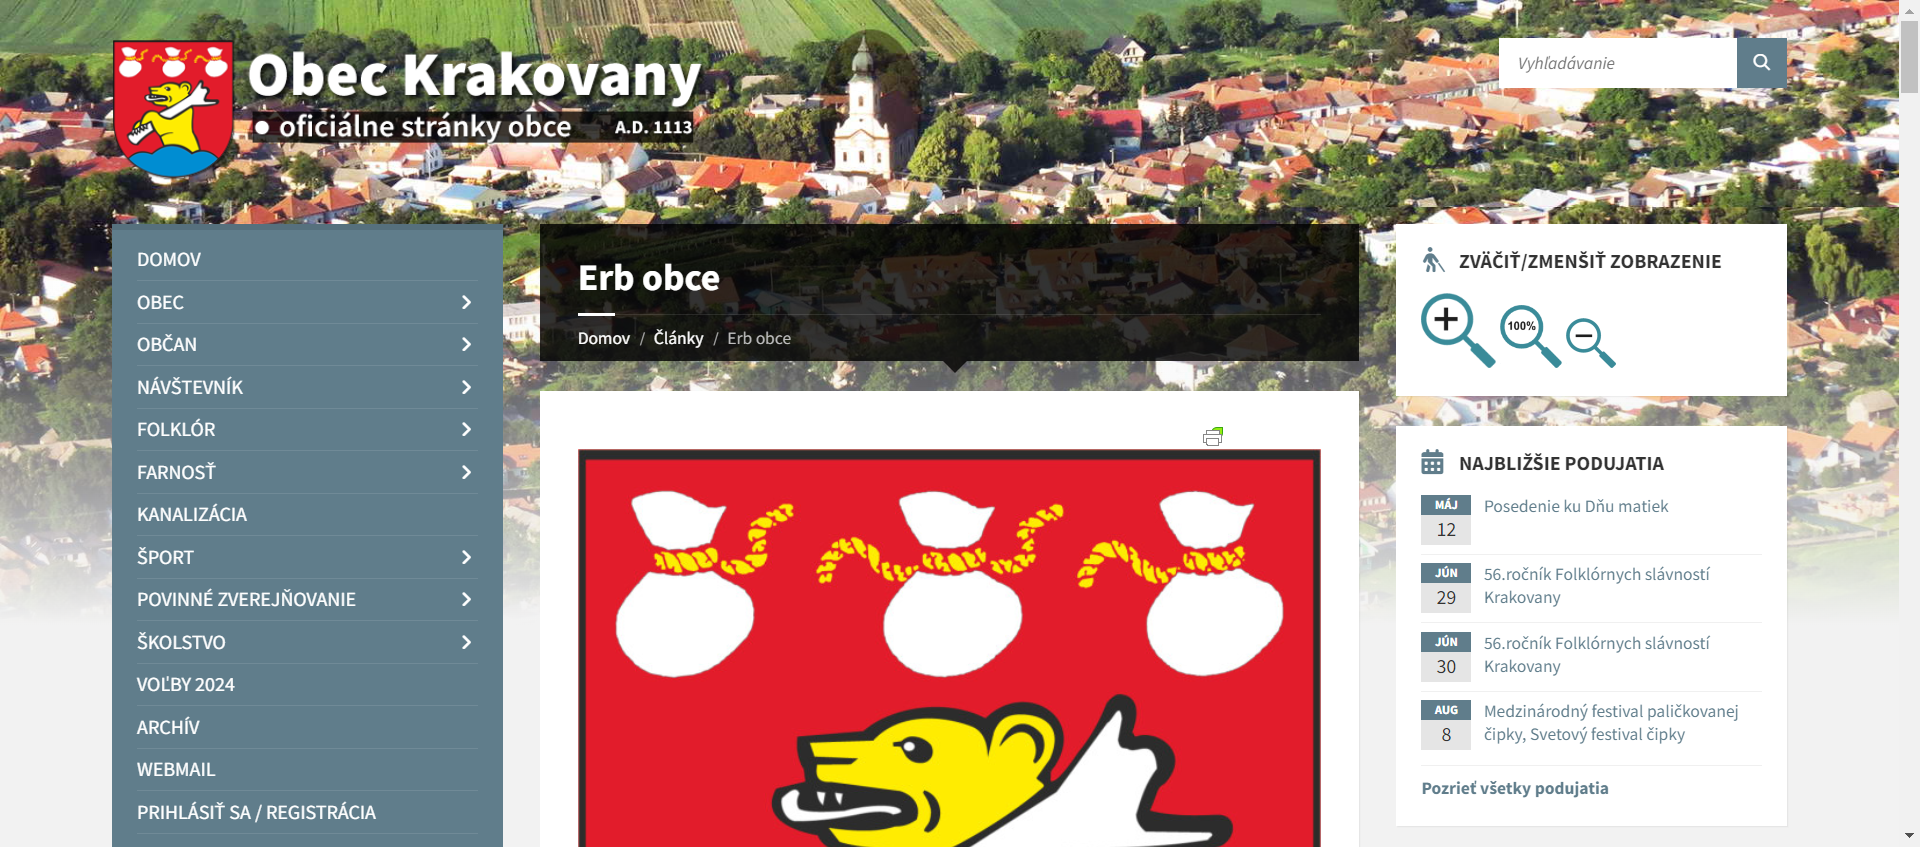 Obec Krakovany
oficiálne stránky obce A.D. 1113
Vyhľadávanie
DOMOV
OBEC
OBČAN
NÁVŠTEVNÍK
FOLKLÓR
FARNOSŤ
KANALIZÁCIA
ŠPORT
POVINNÉ ZVEREJŇOVANIE
ŠKOLSTVO
VOĽBY 2024
ARCHÍV
WEBMAIL
PRIHLÁSIŤ SA / REGISTRÁCIA
Erb obce
Domov / Články / Erb obce
ZVÄČIŤ/ZMENŠIŤ ZOBRAZENIE
100%
NAJBLIŽŠIE PODUJATIA
MÁJ
12
Posedenie ku Dňu matiek
JÚN
29
56.ročník Folklórnych slávností
Krakovany
JÚN
30
56.ročník Folklórnych slávností
Krakovany
AUG
8
Medzinárodný festival paličkovanej
čipky, Svetový festival čipky
Pozrieť všetky podujatia